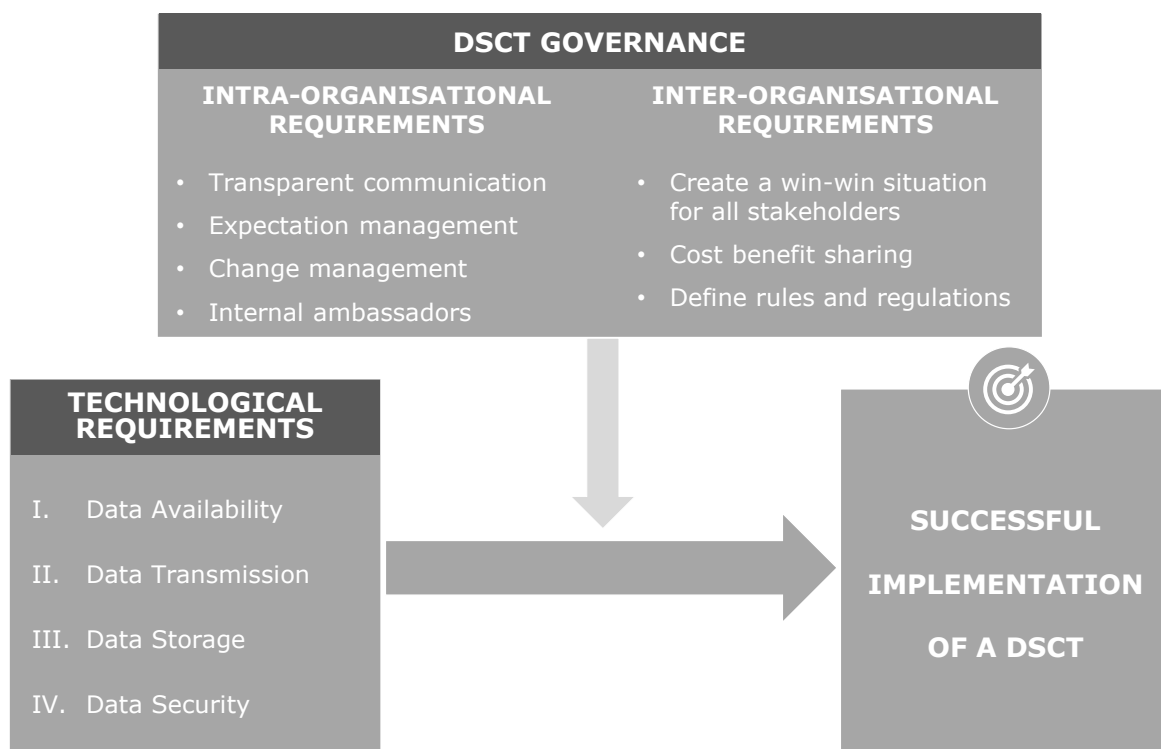 DSCT GOVERNANCE
INTRA-ORGANISATIONAL
REQUIREMENTS
• Transparent communication
• Expectation management
• Change management
• Internal ambassadors
INTER-ORGANISATIONAL
REQUIREMENTS
• Create a win-win situation
for all stakeholders
• Cost benefit sharing
• Define rules and regulations
TECHNOLOGICAL
REQUIREMENTS
I. Data Availability
II. Data Transmission
III. Data Storage
IV. Data Security
SUCCESSFUL
IMPLEMENTATION
OF A DSCT